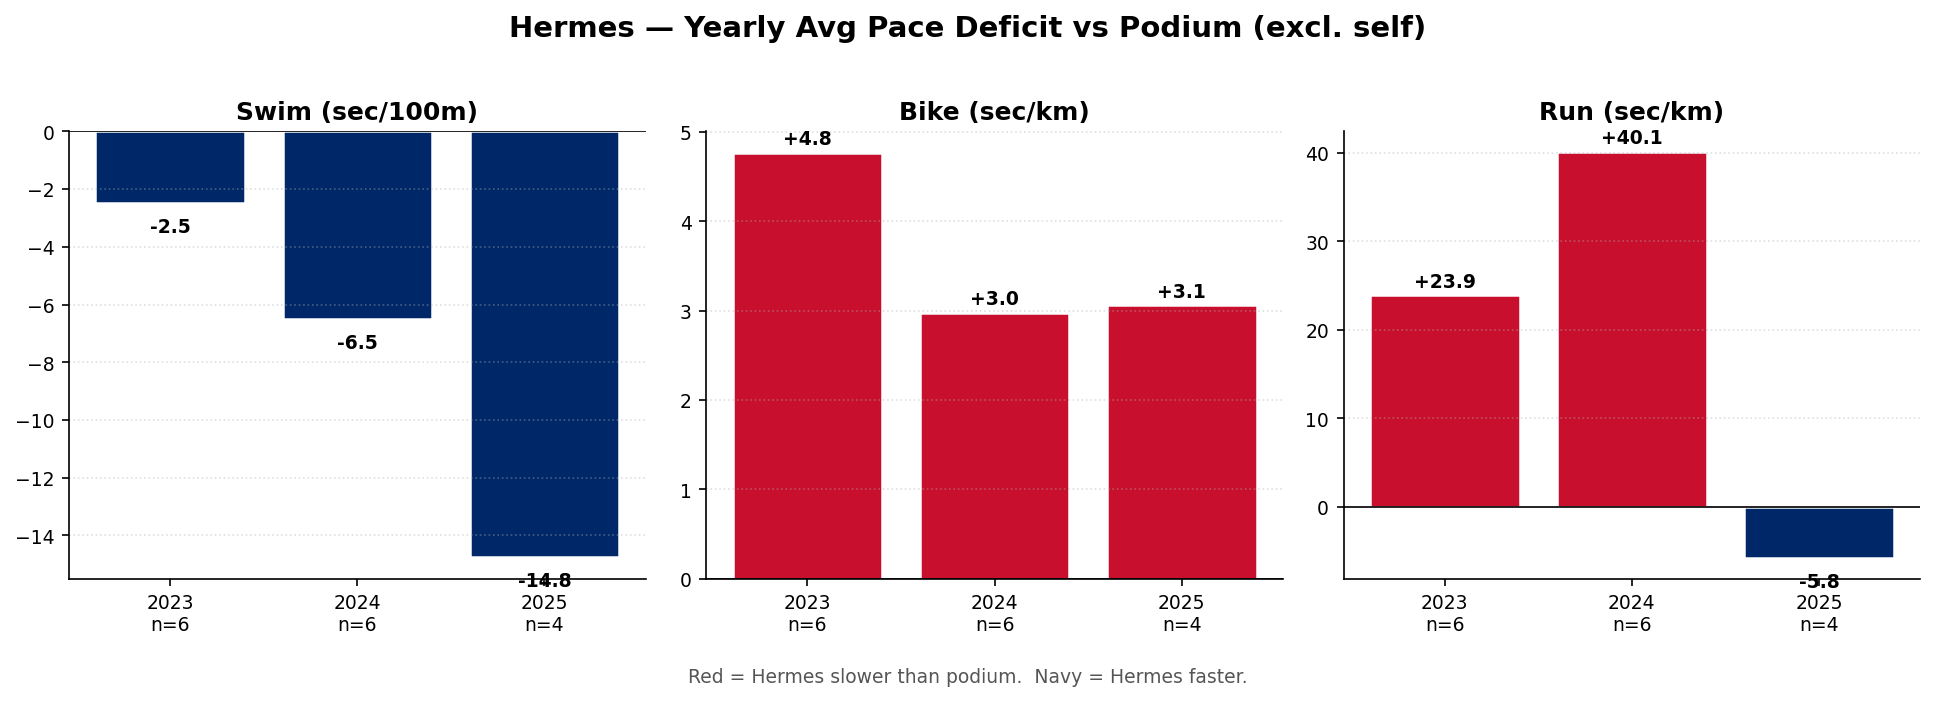 Hermes — Yearly Avg Pace Deficit vs Podium (excl. self)
Swim (sec/100m)
0
−2
−4
−6
−8
−10
−12
−14
-2.5
-6.5
-14.8
2023
n=6
2024
n=6
2025
n=4
Bike (sec/km)
5
4
3
2
1
0
+4.8
+3.0
+3.1
2023
n=6
2024
n=6
2025
n=4
Run (sec/km)
40
30
20
10
0
+23.9
+40.1
-5.8
2023
n=6
2024
n=6
2025
n=4
Red = Hermes slower than podium.  Navy = Hermes faster.